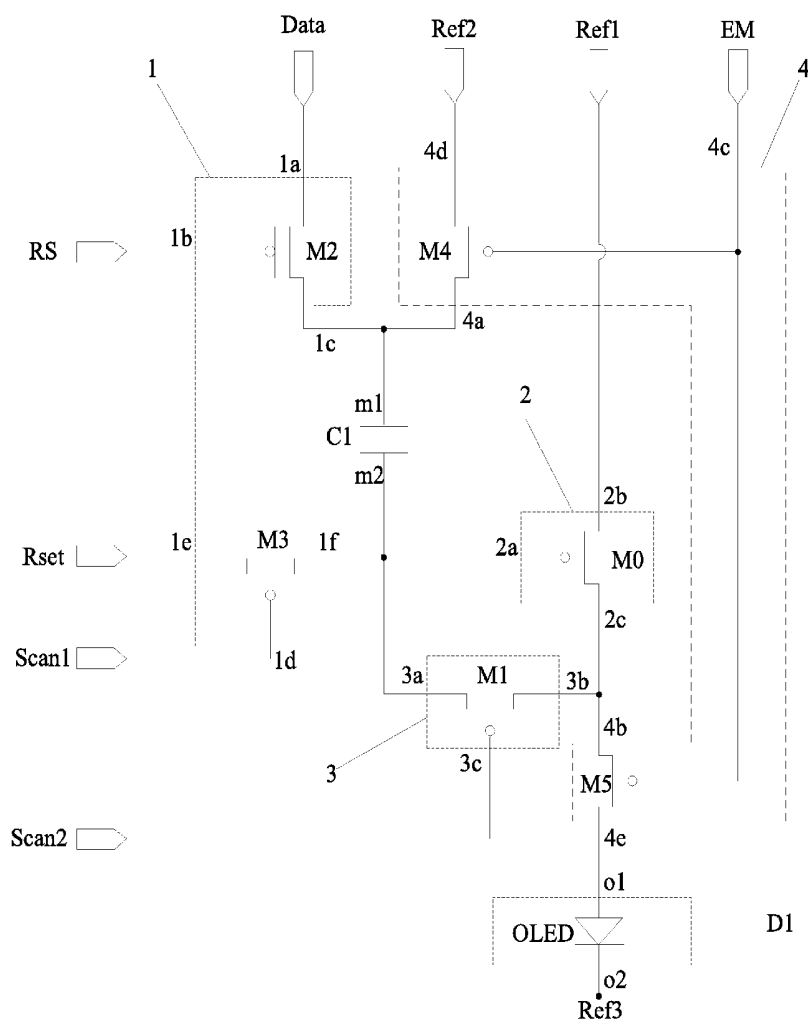 Data Ref2 Ref1 EM
1 4
1a 4d 4c
RS 1b M2 M4
1c 4a
m1
C1 2
m2
2b
Rset 1e M3 1f 2a M0
2c
Scan1 1d 3a M1 3b
4b
3 3c M5
Scan2 4e
o1
OLED D1
o2
Ref3